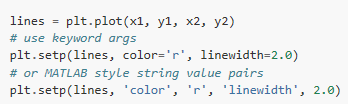 lines = plt.plot(x1, y1, x2, y2)
# use keyword args
plt.setp(lines, color='r', linewidth=2.0)
# or MATLAB style string value pairs
plt.setp(lines, 'color', 'r', 'linewidth', 2.0)